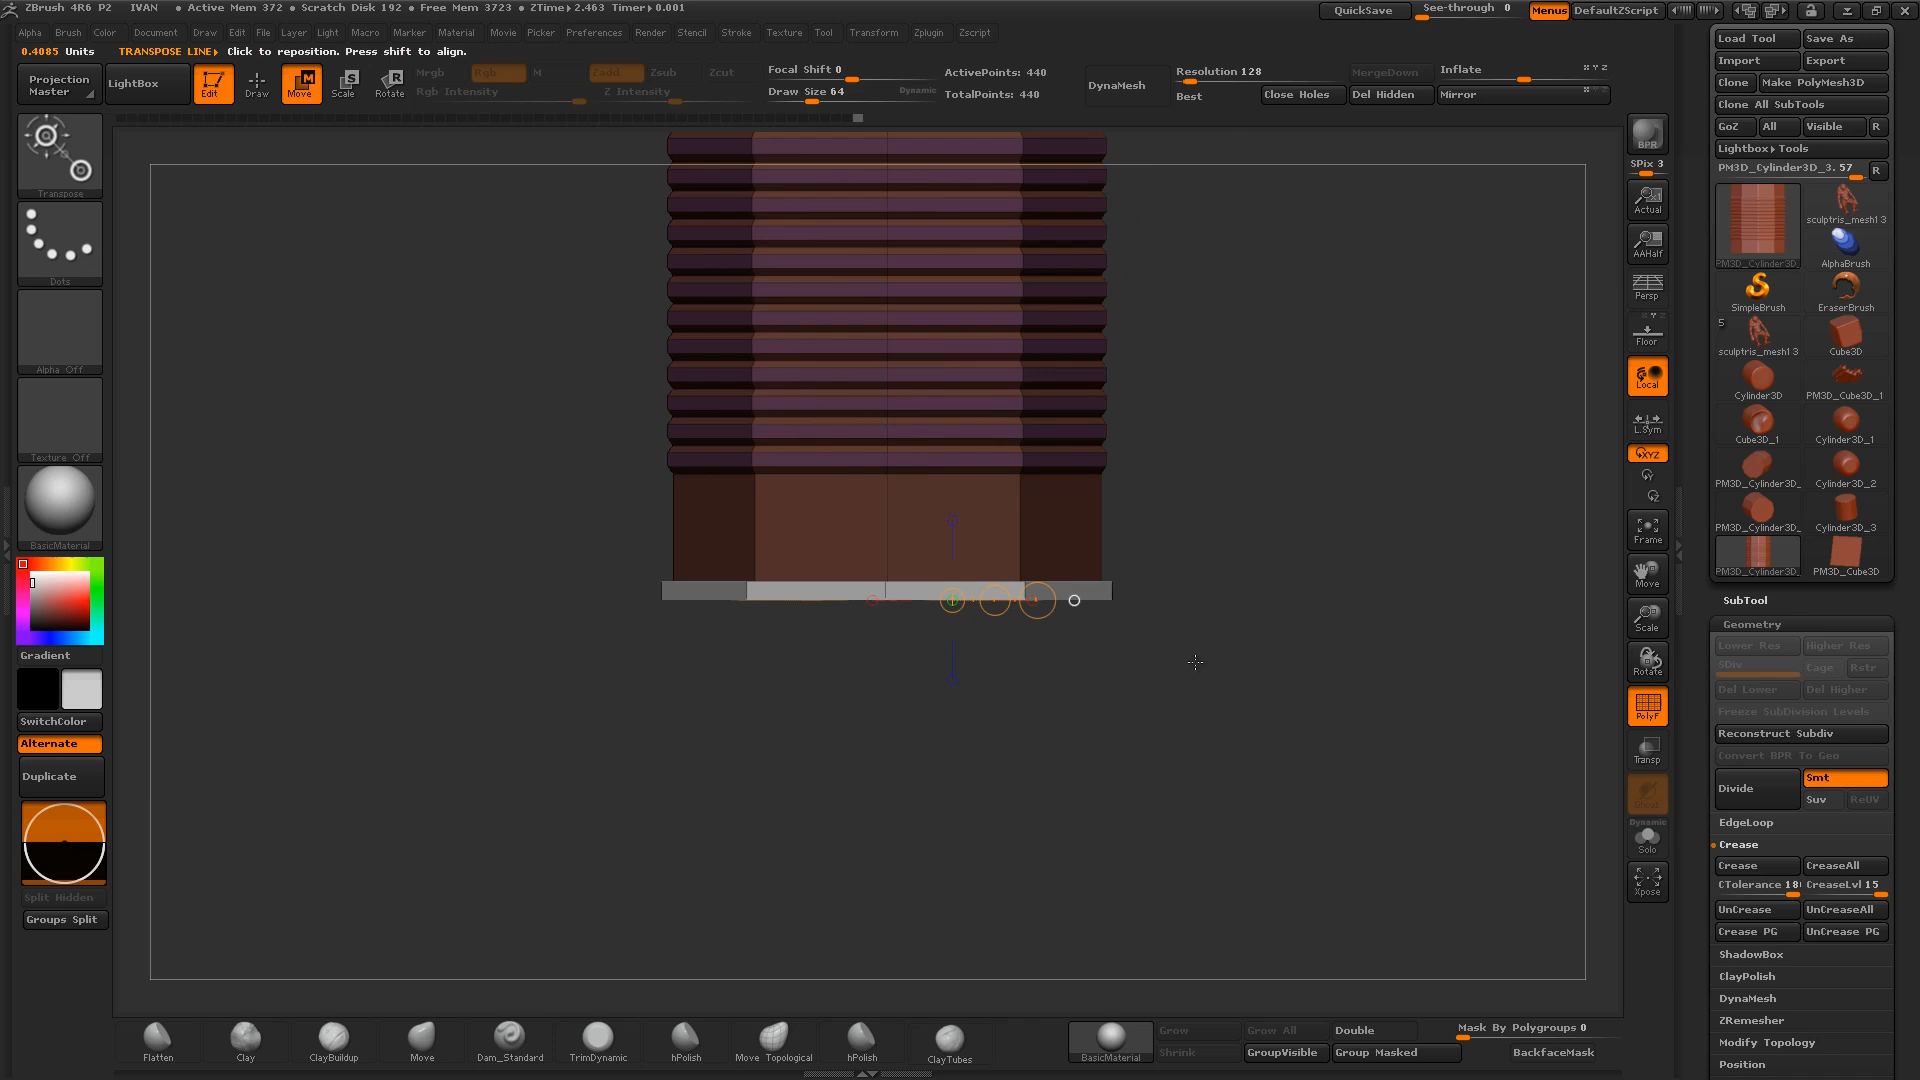 ZBrush 4R6 P2 IVAN • Active Mem 372 • Scratch Disk 192 • Free Mem 3723 • ZTime▸2.463 Timer▸0.001
QuickSave
See-through 0
Menus
DefaultZScript
Alpha Brush Color Document Draw Edit File Layer Light Macro Marker Material Movie Picker Preferences Render Stencil Stroke Texture Tool Transform Zplugin Zscript
0.4085 Units TRANSPOSE LINE▸ Click to reposition. Press shift to align.
Projection Master
LightBox
Edit
Draw
Move
Scale
Rotate
Mrgb Rgb M Zadd Zsub Zcut
Rgb Intensity Z Intensity
Focal Shift 0
Draw Size 64 Dynamic
ActivePoints: 440
TotalPoints: 440
DynaMesh
Resolution 128
Best
Close Holes
MergeDown
Del Hidden
Inflate
Mirror
Transpose
Dots
Alpha Off
Texture Off
BasicMaterial
Gradient
SwitchColor
Alternate
Duplicate
Split Hidden
Groups Split
BPR
SPix 3
Actual
AAHalf
Persp
Floor
Local
L.Sym
XYZ
Frame
Move
Scale
Rotate
PolyF
Transp
Ghost
Dynamic
Solo
Xpose
Load Tool Save As
Import Export
Clone Make PolyMesh3D
Clone All SubTools
GoZ All Visible R
Lightbox▸Tools
PM3D_Cylinder3D_3. 57 R
PM3D_Cylinder3D_
sculptris_mesh1 3
AlphaBrush
SimpleBrush EraserBrush
5
sculptris_mesh1 3 Cube3D
Cylinder3D PM3D_Cube3D_1
Cube3D_1 Cylinder3D_1
PM3D_Cylinder3D_ Cylinder3D_2
PM3D_Cylinder3D_ Cylinder3D_3
PM3D_Cylinder3D_ PM3D_Cube3D
SubTool
Geometry
Lower Res Higher Res
SDiv Cage Rstr
Del Lower Del Higher
Freeze SubDivision Levels
Reconstruct Subdiv
Convert BPR To Geo
Divide
Smt
Suv ReUV
EdgeLoop
Crease
Crease CreaseAll
CTolerance 18 CreaseLvl 15
UnCrease UnCreaseAll
Crease PG UnCrease PG
ShadowBox
ClayPolish
DynaMesh
ZRemesher
Modify Topology
Position
Flatten Clay ClayBuildup Move Dam_Standard TrimDynamic hPolish Move Topological hPolish ClayTubes
BasicMaterial
Grow Grow All Double
Shrink GroupVisible Group Masked
Mask By Polygroups 0
BackfaceMask